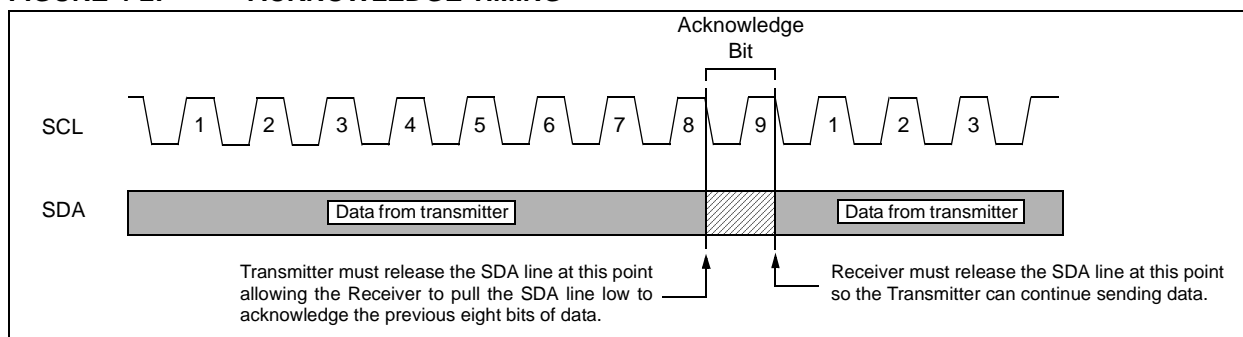 Acknowledge
Bit
SCL
1 2 3 4 5 6 7 8 9 1 2 3
SDA
Data from transmitter
Data from transmitter
Transmitter must release the SDA line at this point
allowing the Receiver to pull the SDA line low to
acknowledge the previous eight bits of data.
Receiver must release the SDA line at this point
so the Transmitter can continue sending data.